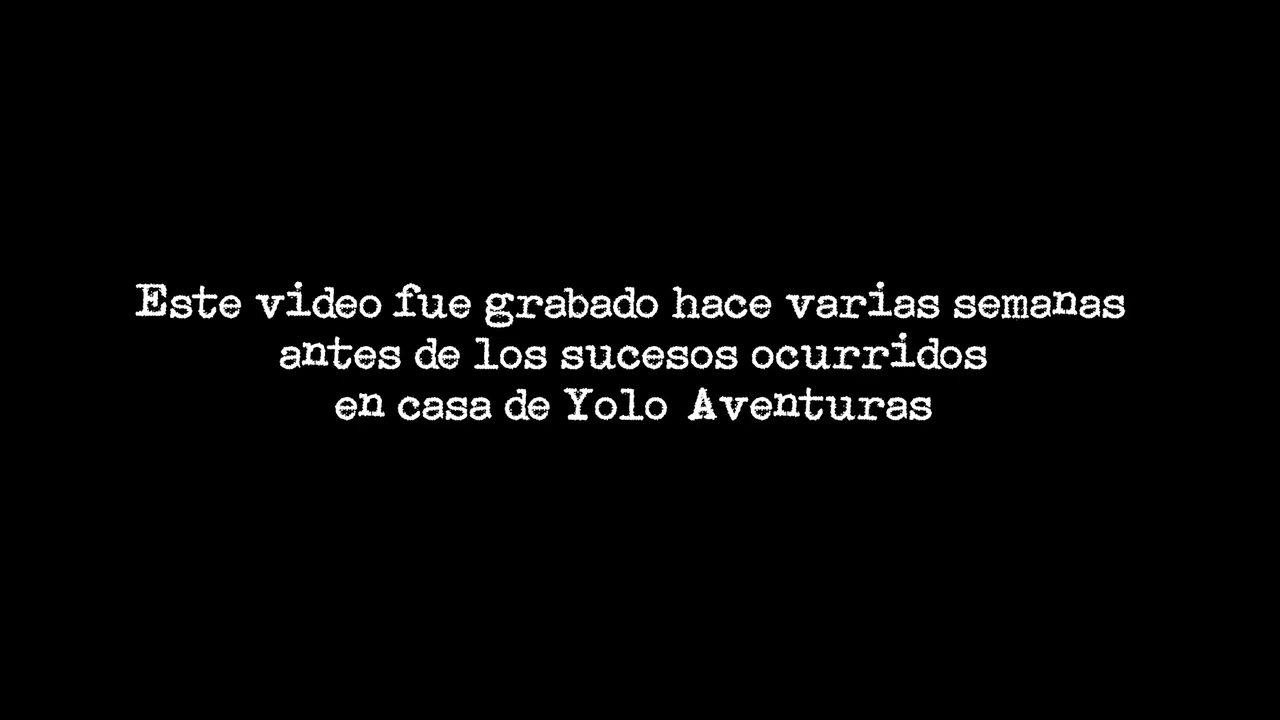 Este video fue grabado hace varias semanas
antes de los sucesos ocurridos
en casa de Yolo Aventuras